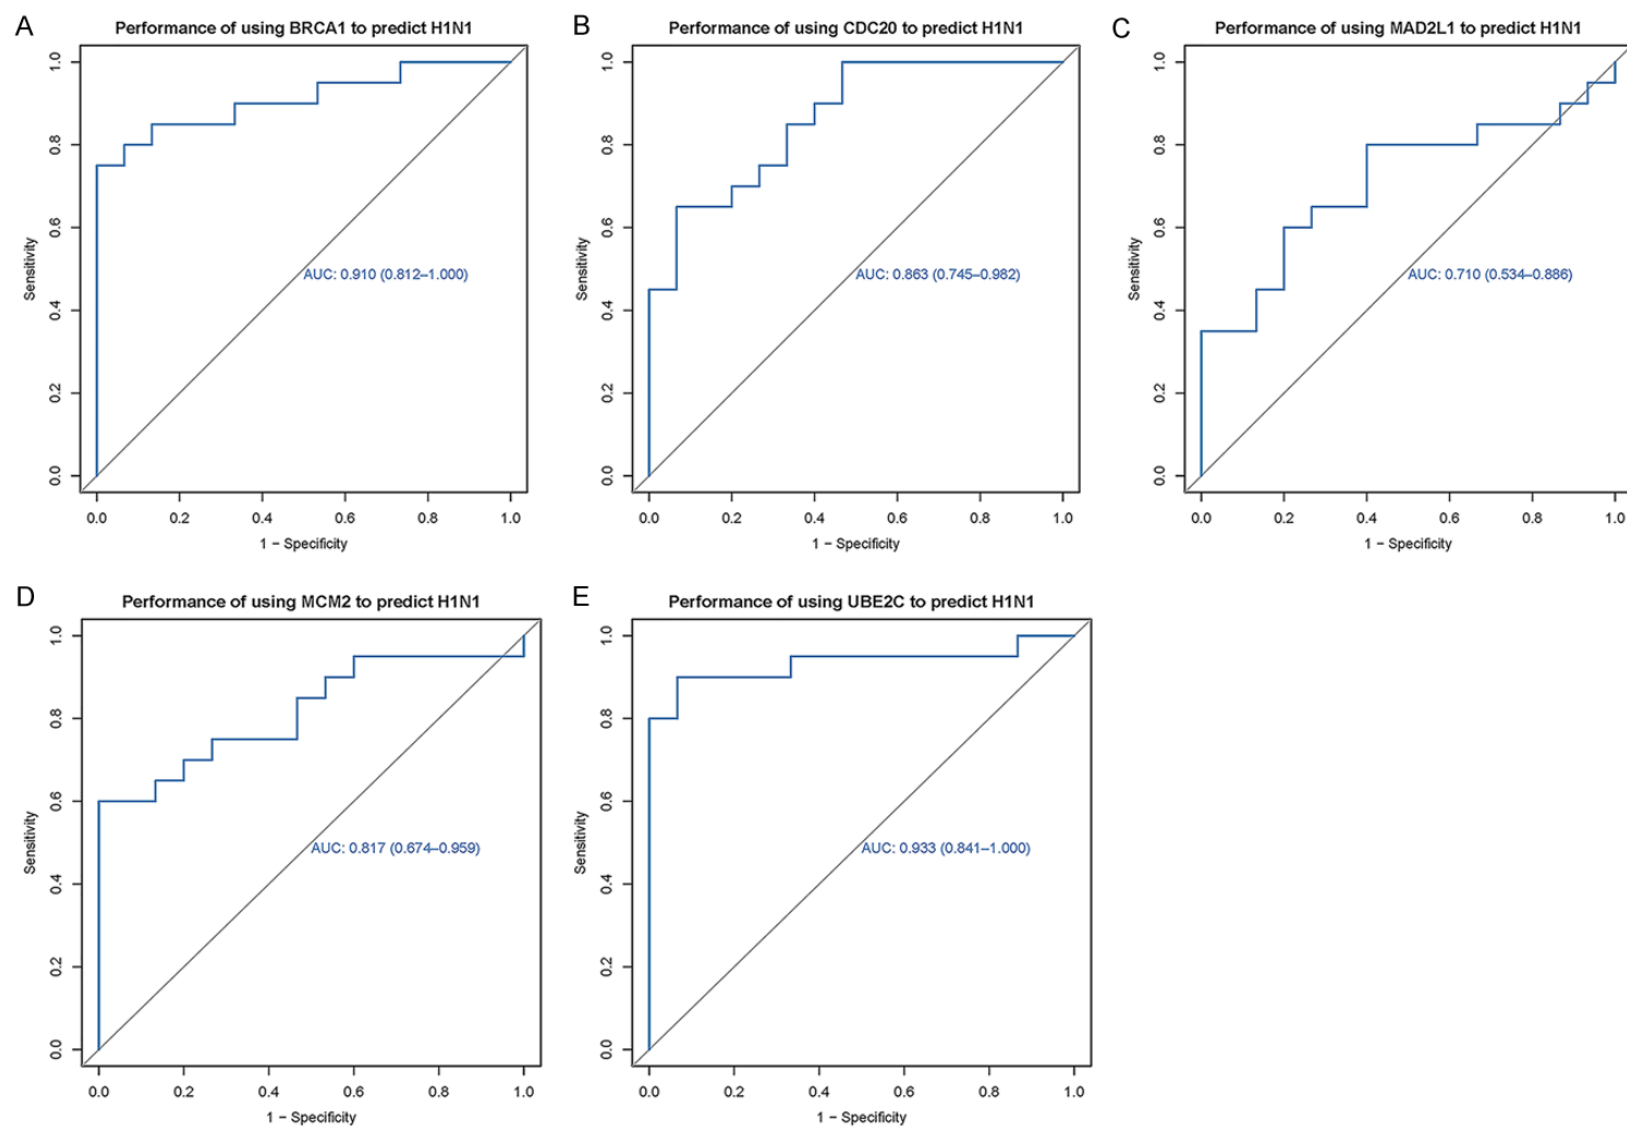 A
Performance of using BRCA1 to predict H1N1
1.0
0.8
0.6
0.4
0.2
0.0
Sensitivity
AUC: 0.910 (0.812–1.000)
0.0 0.2 0.4 0.6 0.8 1.0
1 − Specificity
B
Performance of using CDC20 to predict H1N1
1.0
0.8
0.6
0.4
0.2
0.0
Sensitivity
AUC: 0.863 (0.745–0.982)
0.0 0.2 0.4 0.6 0.8 1.0
1 − Specificity
C
Performance of using MAD2L1 to predict H1N1
1.0
0.8
0.6
0.4
0.2
0.0
Sensitivity
AUC: 0.710 (0.534–0.886)
0.0 0.2 0.4 0.6 0.8 1.0
1 − Specificity
D
Performance of using MCM2 to predict H1N1
1.0
0.8
0.6
0.4
0.2
0.0
Sensitivity
AUC: 0.817 (0.674–0.959)
0.0 0.2 0.4 0.6 0.8 1.0
1 − Specificity
E
Performance of using UBE2C to predict H1N1
1.0
0.8
0.6
0.4
0.2
0.0
Sensitivity
AUC: 0.933 (0.841–1.000)
0.0 0.2 0.4 0.6 0.8 1.0
1 − Specificity